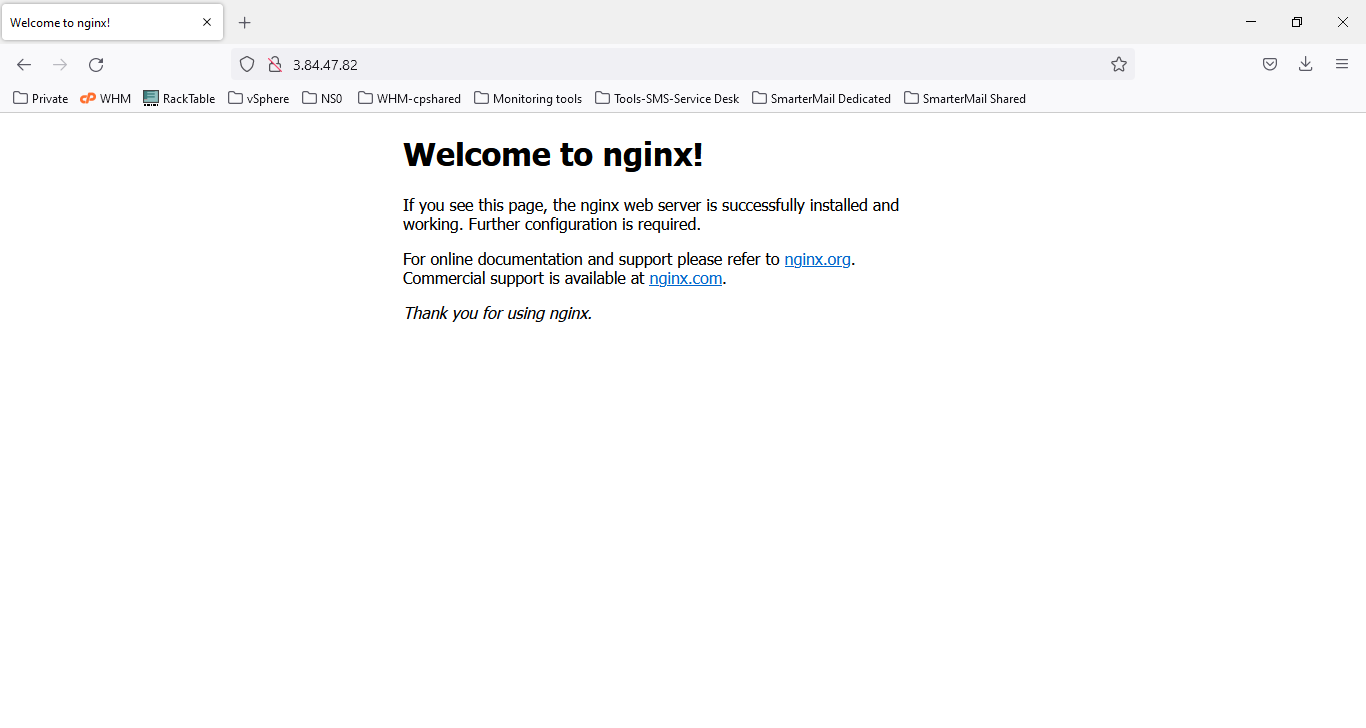 Welcome to nginx!
3.84.47.82
Private WHM RackTable vSphere NS0 WHM-cpshared Monitoring tools Tools-SMS-Service Desk SmarterMail Dedicated SmarterMail Shared
Welcome to nginx!
If you see this page, the nginx web server is successfully installed and
working. Further configuration is required.
For online documentation and support please refer to nginx.org.
Commercial support is available at nginx.com.
Thank you for using nginx.